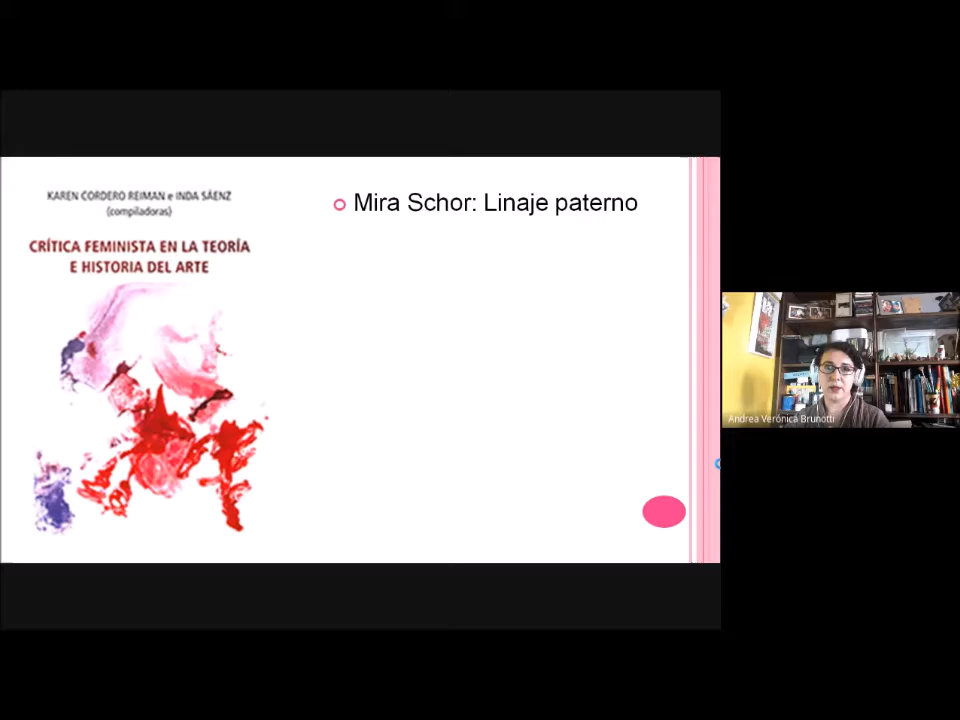 KAREN CORDERO REIMAN e INDA SÁENZ
(compiladoras)
CRÍTICA FEMINISTA EN LA TEORÍA
E HISTORIA DEL ARTE
Mira Schor: Linaje paterno
Andrea Verónica Brunotti